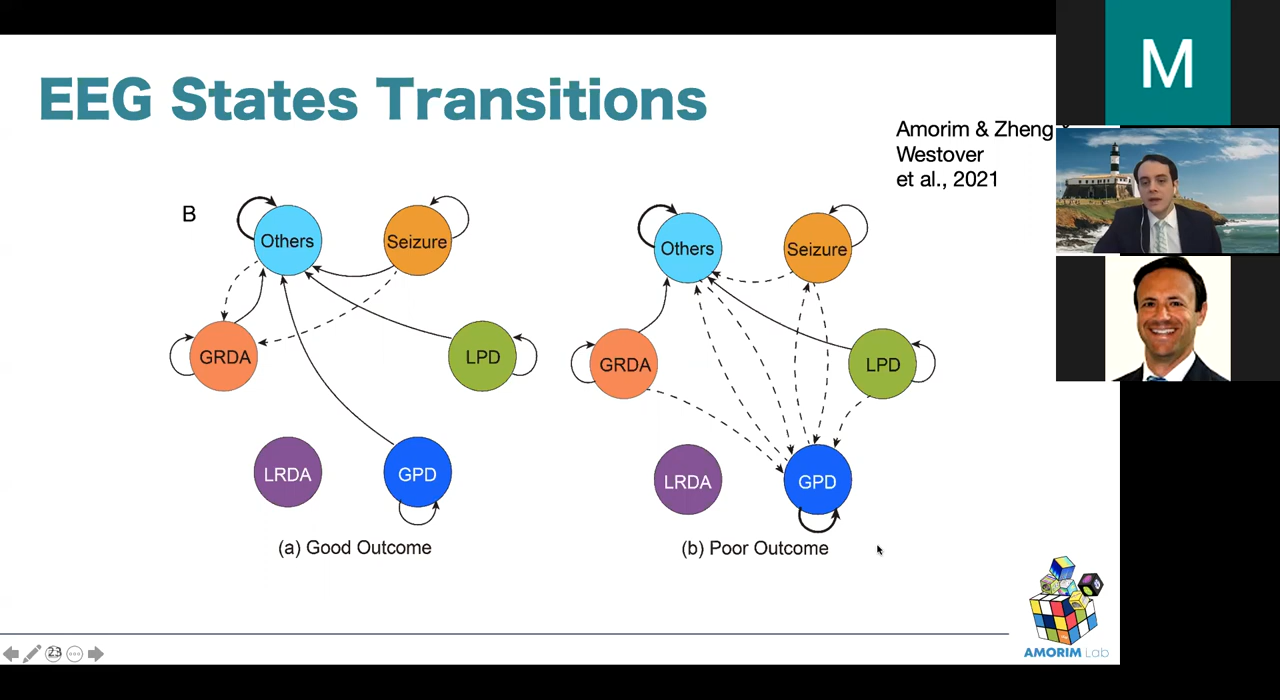 EEG States Transitions
Amorim & Zheng
Westover
et al., 2021
M
B
Others
Seizure
GRDA
LPD
LRDA
GPD
(a) Good Outcome
Others
Seizure
GRDA
LPD
LRDA
GPD
(b) Poor Outcome
AMORIM Lab
23